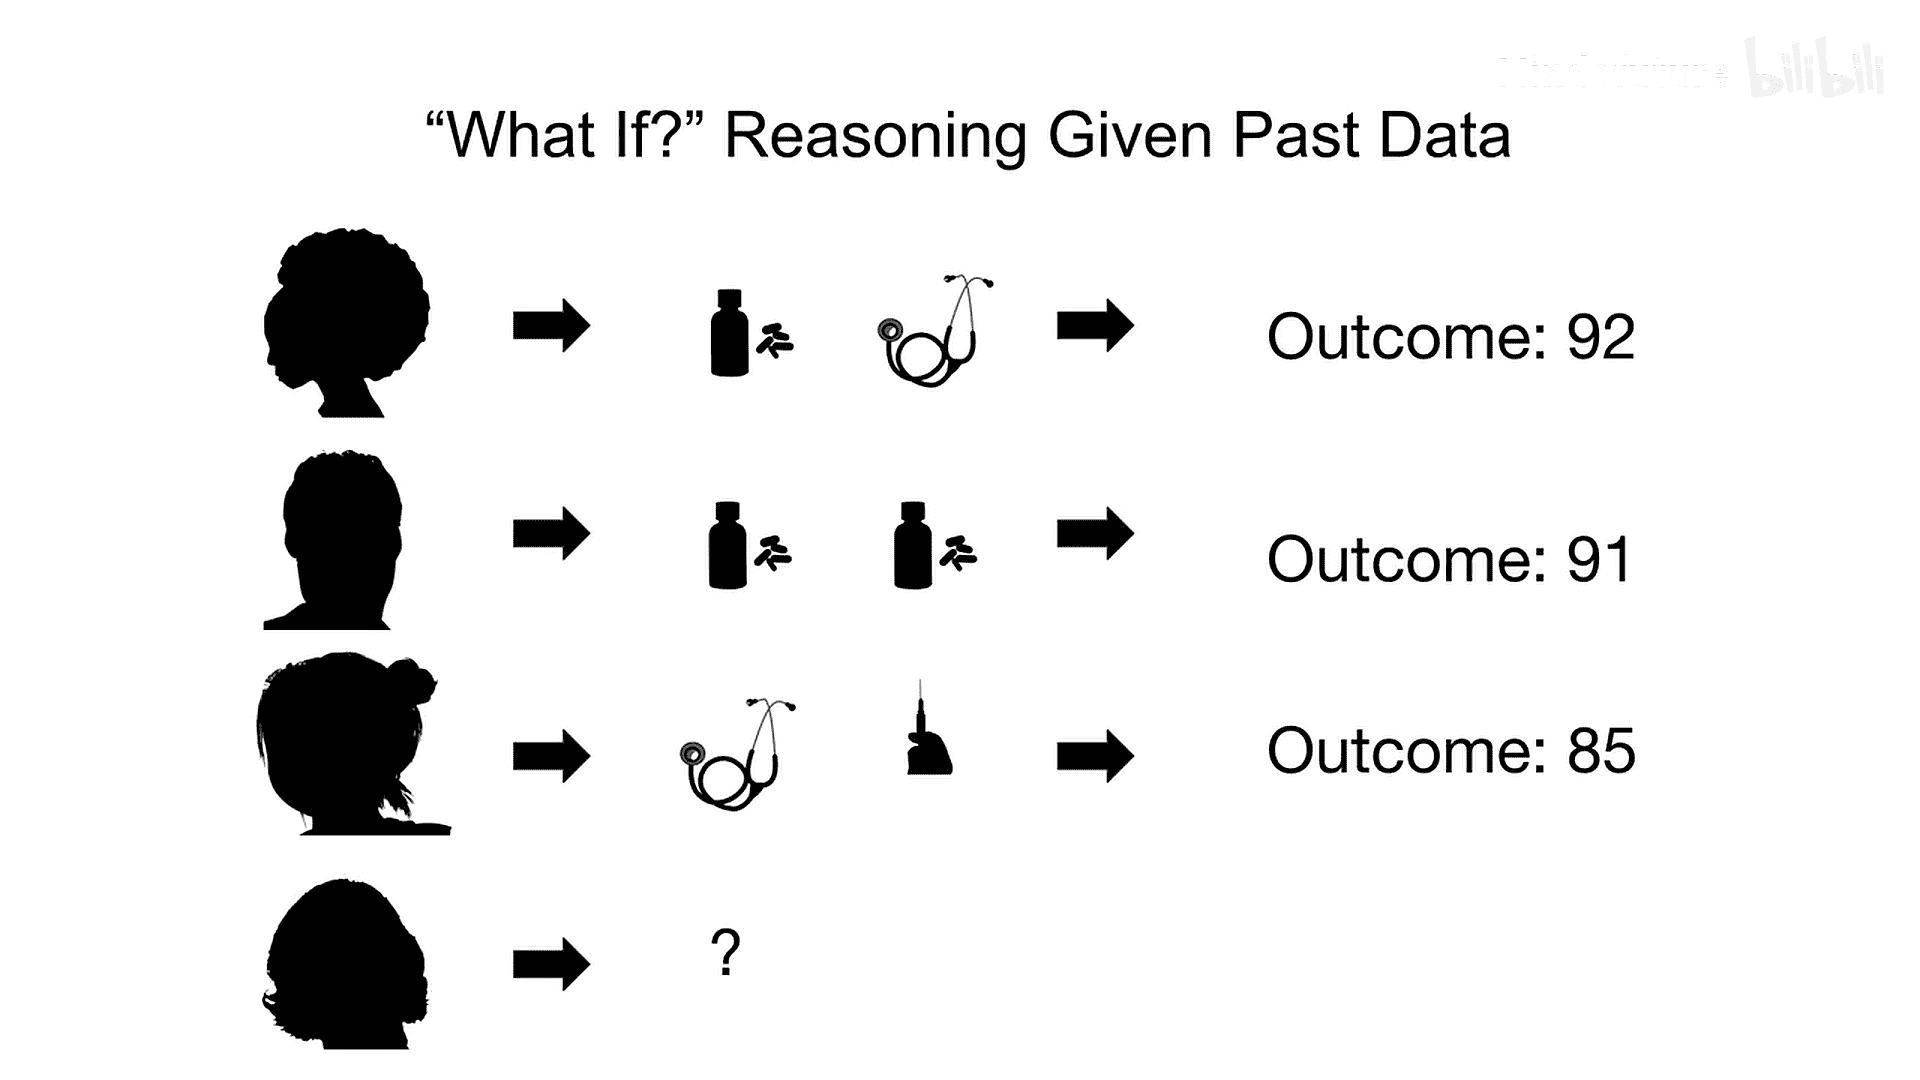 bilibili
“What If?” Reasoning Given Past Data
Outcome: 92
Outcome: 91
Outcome: 85
?